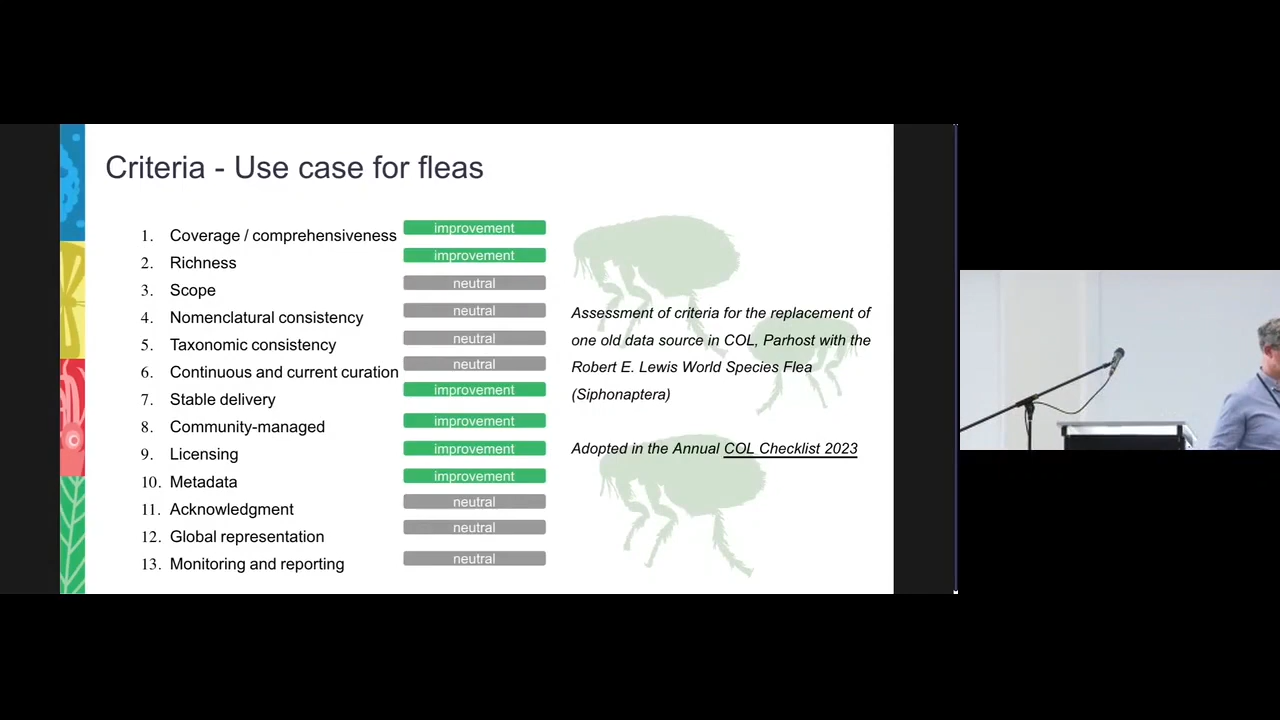 Criteria - Use case for fleas
1. Coverage / comprehensiveness improvement
2. Richness improvement
3. Scope neutral
4. Nomenclatural consistency neutral
5. Taxonomic consistency neutral
6. Continuous and current curation neutral
7. Stable delivery improvement
8. Community-managed improvement
9. Licensing improvement
10. Metadata improvement
11. Acknowledgment neutral
12. Global representation neutral
13. Monitoring and reporting neutral
Assessment of criteria for the replacement of
one old data source in COL, Parhost with the
Robert E. Lewis World Species Flea
(Siphonaptera)
Adopted in the Annual COL Checklist 2023